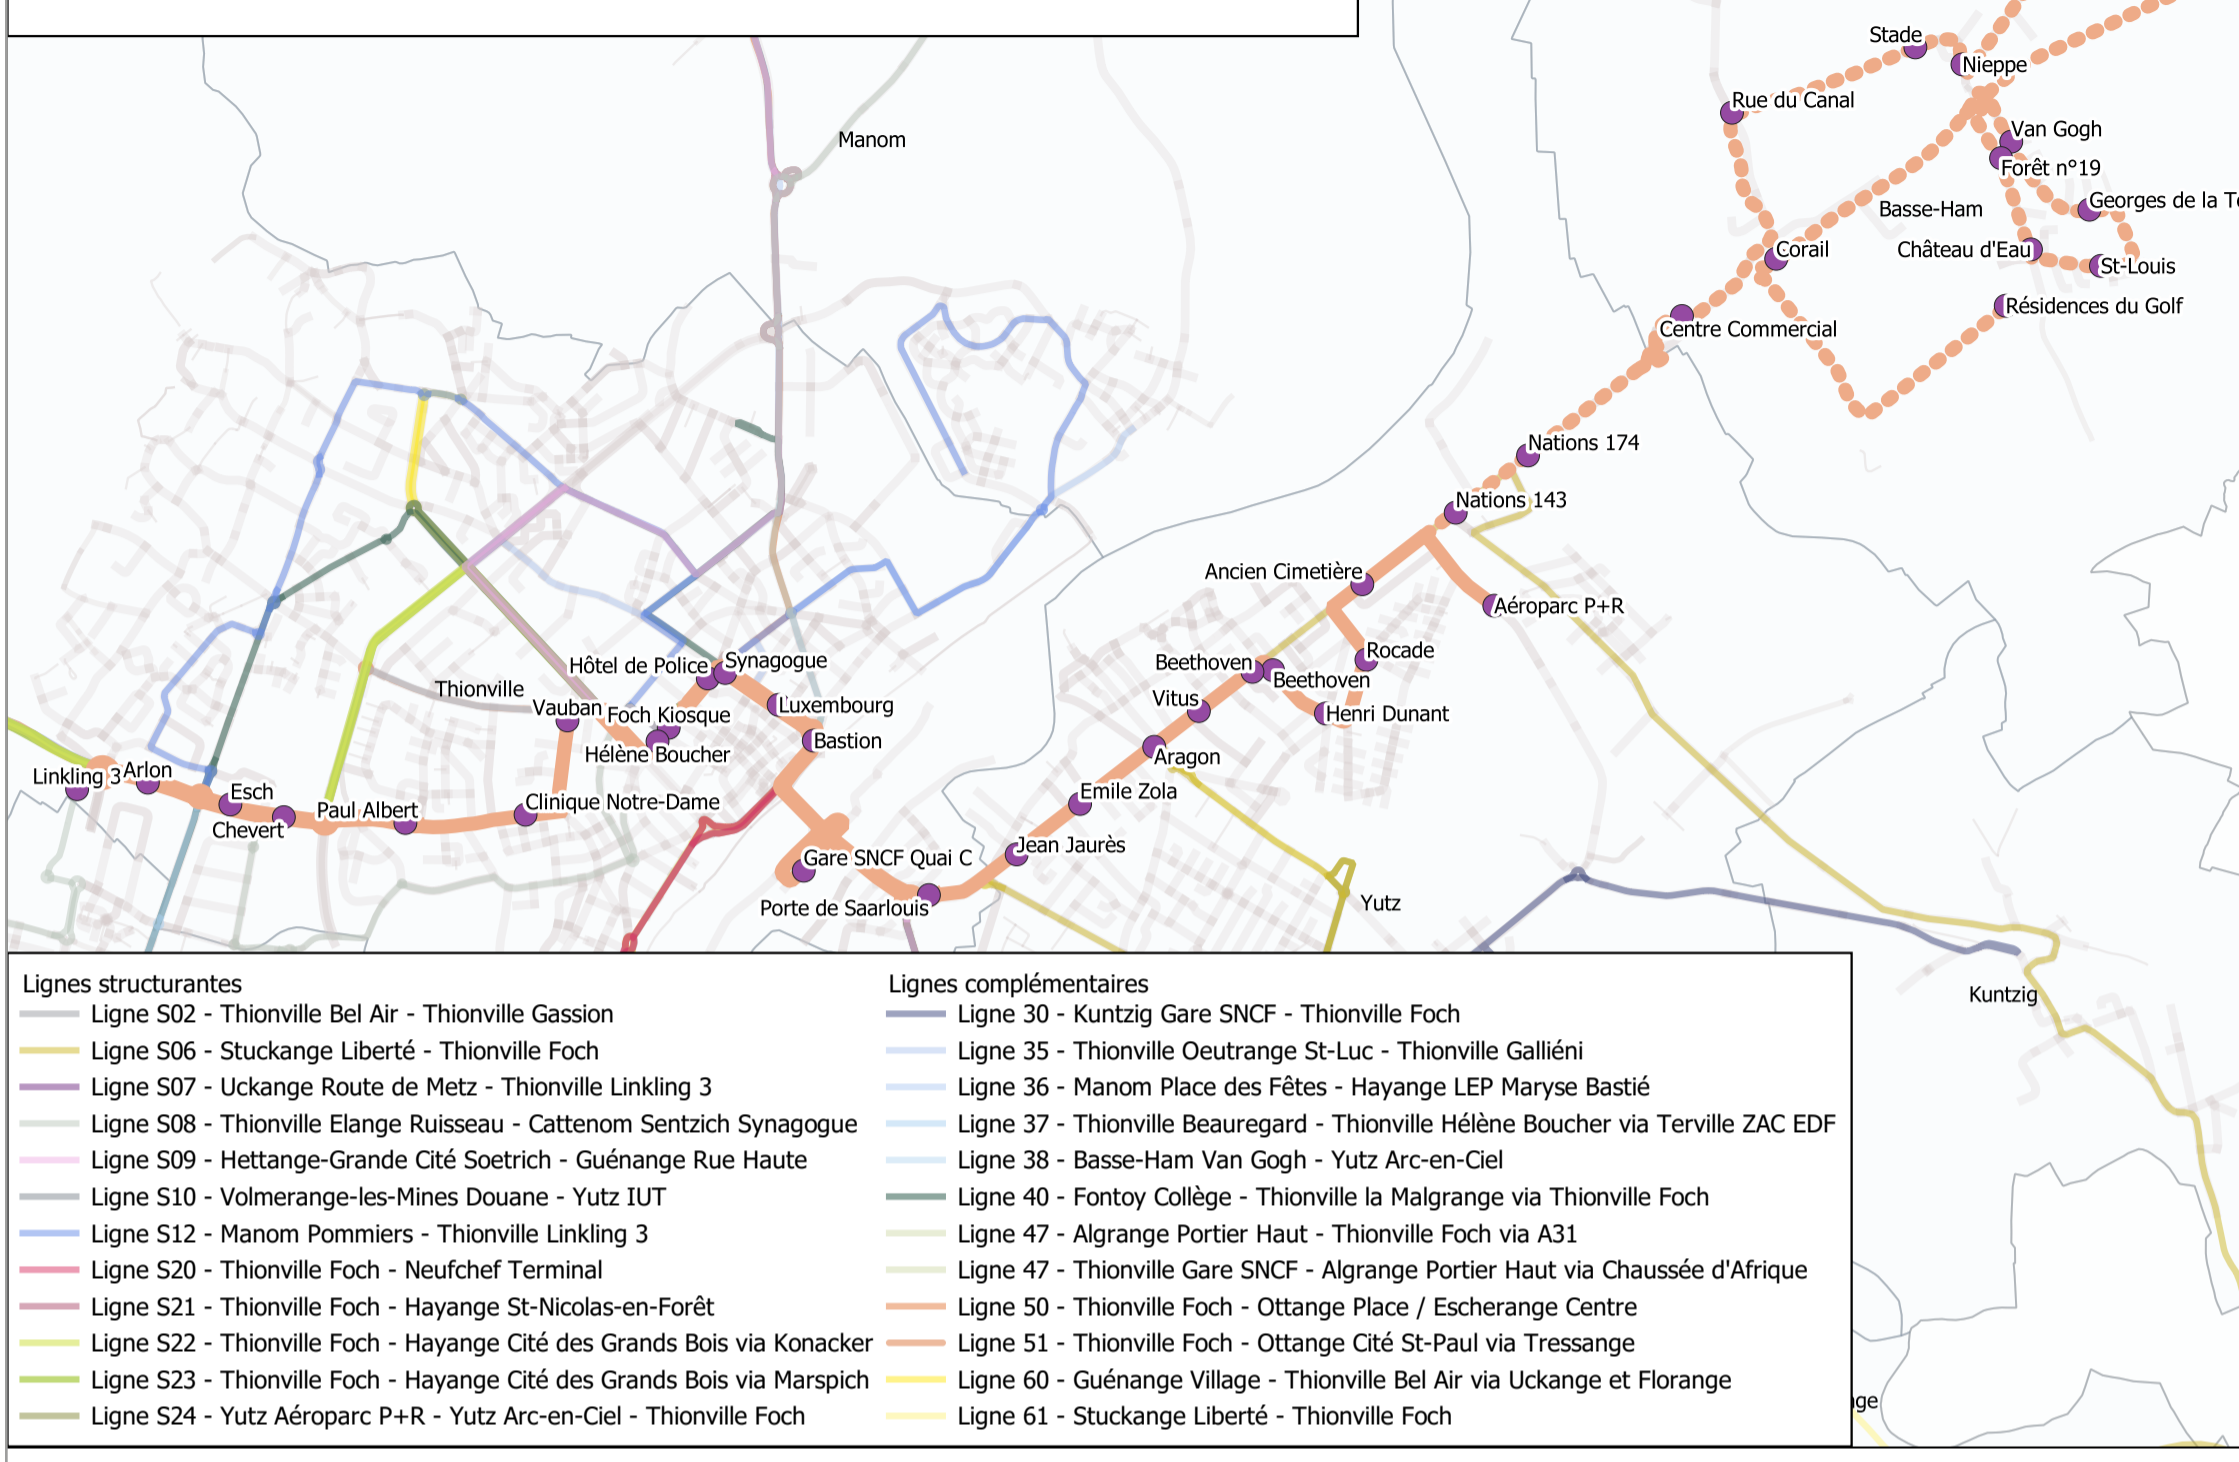 Stade
Nieppe
Rue du Canal
Van Gogh
Manom
Forêt n°19
Georges de la
Basse-Ham
Corail
Château d'Eau
St-Louis
Résidences du Golf
Centre Commercial
Nations 174
Nations 143
Ancien Cimetière
Aéroparc P+R
Rocade
Hôtel de Police
Synagogue
Beethoven
Beethoven
Thionville
Vauban
Foch Kiosque
Luxembourg
Vitus
Henri Dunant
Bastion
Hélène Boucher
Aragon
Linkling 3
Arlon
Esch
Emile Zola
Chevert
Paul Albert
Clinique Notre-Dame
Jean Jaurès
Gare SNCF Quai C
Porte de Saarlouis
Yutz
Kuntzig
Lignes structurantes
Ligne S02 - Thionville Bel Air - Thionville Gassion
Ligne S06 - Stuckange Liberté - Thionville Foch
Ligne S07 - Uckange Route de Metz - Thionville Linkling 3
Ligne S08 - Thionville Elange Ruisseau - Cattenom Sentzich Synagogue
Ligne S09 - Hettange-Grande Cité Soetrich - Guénange Rue Haute
Ligne S10 - Volmerange-les-Mines Douane - Yutz IUT
Ligne S12 - Manom Pommiers - Thionville Linkling 3
Ligne S20 - Thionville Foch - Neufchef Terminal
Ligne S21 - Thionville Foch - Hayange St-Nicolas-en-Forêt
Ligne S22 - Thionville Foch - Hayange Cité des Grands Bois via Konacker
Ligne S23 - Thionville Foch - Hayange Cité des Grands Bois via Marspich
Ligne S24 - Yutz Aéroparc P+R - Yutz Arc-en-Ciel - Thionville Foch
Lignes complémentaires
Ligne 30 - Kuntzig Gare SNCF - Thionville Foch
Ligne 35 - Thionville Oeutrange St-Luc - Thionville Galliéni
Ligne 36 - Manom Place des Fêtes - Hayange LEP Maryse Bastié
Ligne 37 - Thionville Beauregard - Thionville Hélène Boucher via Terville ZAC EDF
Ligne 38 - Basse-Ham Van Gogh - Yutz Arc-en-Ciel
Ligne 40 - Fontoy Collège - Thionville la Malgrange via Thionville Foch
Ligne 47 - Algrange Portier Haut - Thionville Foch via A31
Ligne 47 - Thionville Gare SNCF - Algrange Portier Haut via Chaussée d'Afrique
Ligne 50 - Thionville Foch - Ottange Place / Escherange Centre
Ligne 51 - Thionville Foch - Ottange Cité St-Paul via Tressange
Ligne 60 - Guénange Village - Thionville Bel Air via Uckange et Florange
Ligne 61 - Stuckange Liberté - Thionville Foch